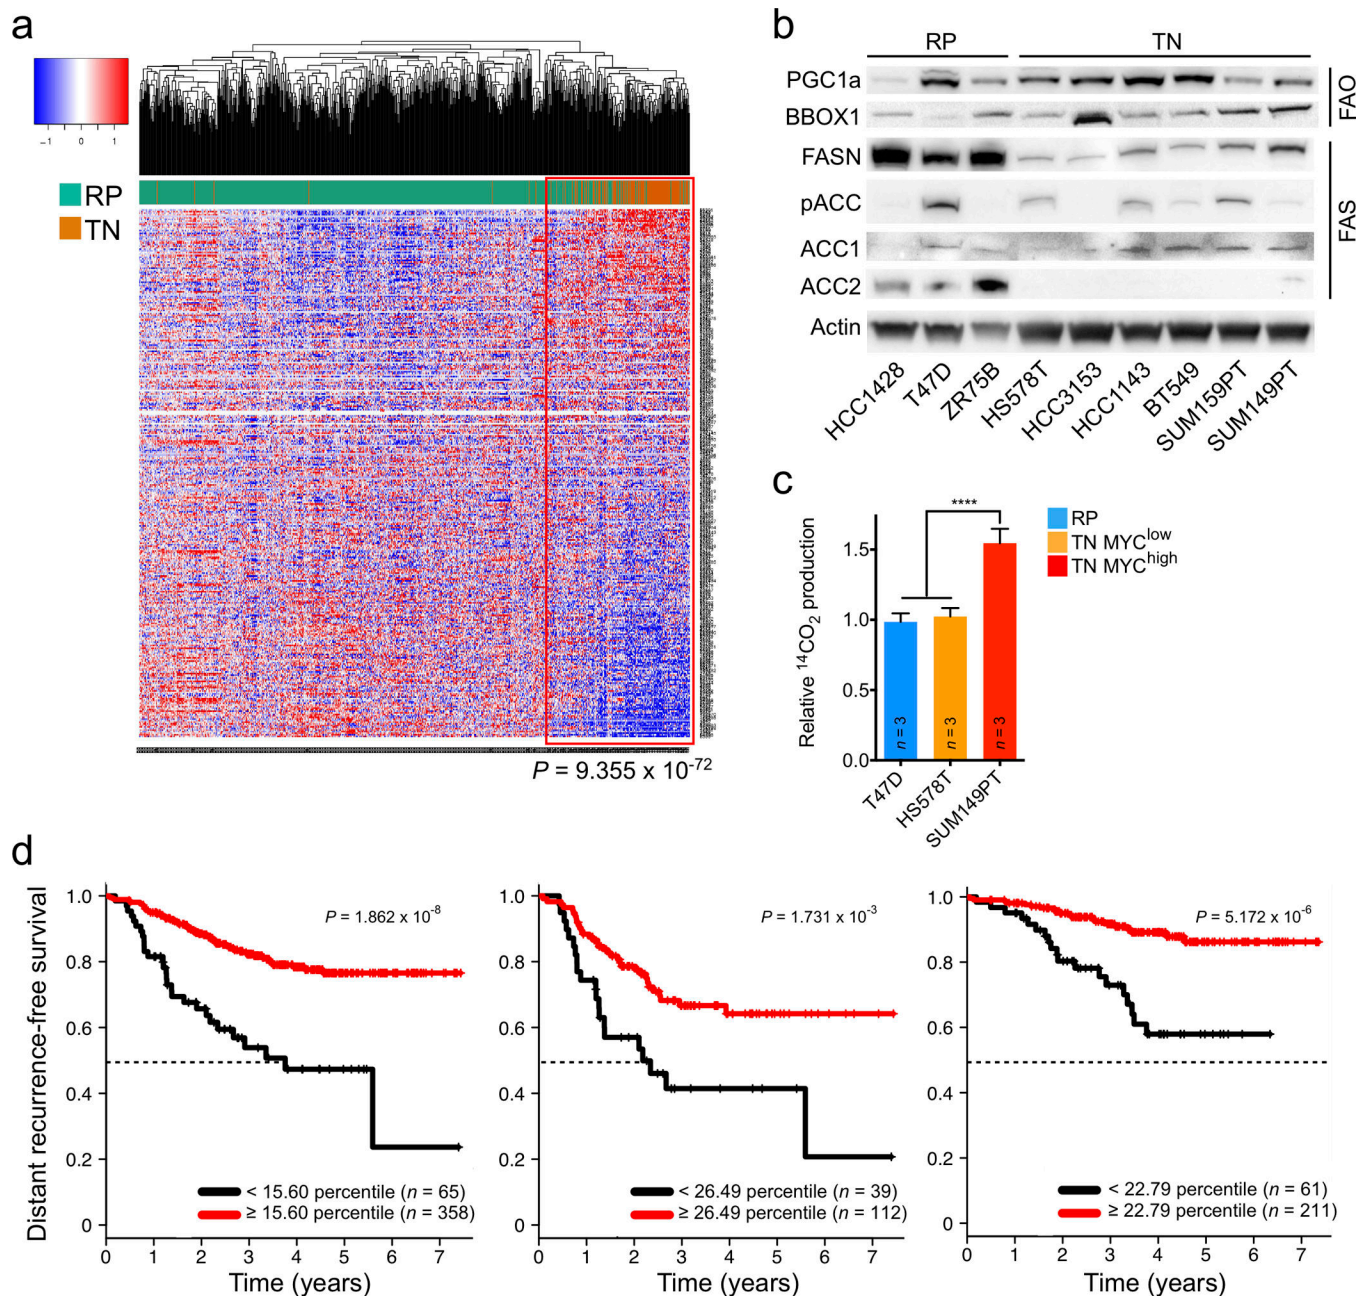 a
−1 0 1
RP
TN
P = 9.355 x 10-72
b
RP TN
PGC1a
BBOX1
FASN
pACC
ACC1
ACC2
Actin
FAO
FAS
HCC1428
T47D
ZR75B
HS578T
HCC3153
HCC1143
BT549
SUM159PT
SUM149PT
c
Relative 14CO2 production
1.5
1.0
0.5
0.0
****
n = 3
n = 3
n = 3
T47D
HS578T
SUM149PT
RP
TN MYClow
TN MYChigh
d
Distant recurrence-free survival
1.0
0.8
0.6
0.4
0.2
0
P = 1.862 x 10-8
< 15.60 percentile (n = 65)
≥ 15.60 percentile (n = 358)
0 1 2 3 4 5 6 7
Time (years)
1.0
0.8
0.6
0.4
0.2
0
P = 1.731 x 10-3
< 26.49 percentile (n = 39)
≥ 26.49 percentile (n = 112)
0 1 2 3 4 5 6 7
Time (years)
1.0
0.8
0.6
0.4
0.2
0
P = 5.172 x 10-6
< 22.79 percentile (n = 61)
≥ 22.79 percentile (n = 211)
0 1 2 3 4 5 6 7
Time (years)